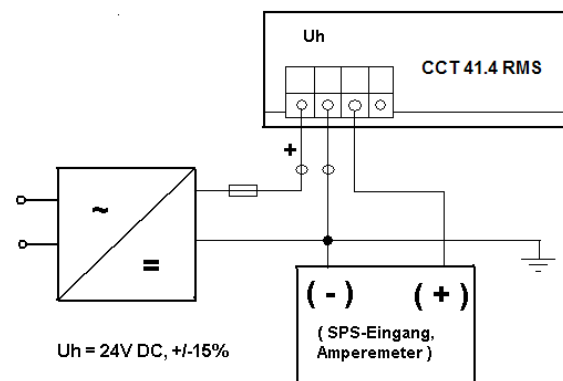 Uh
CCT 41.4 RMS
+
~
=
( - ) ( + )
( SPS-Eingang,
Amperemeter )
Uh = 24V DC, +/-15%